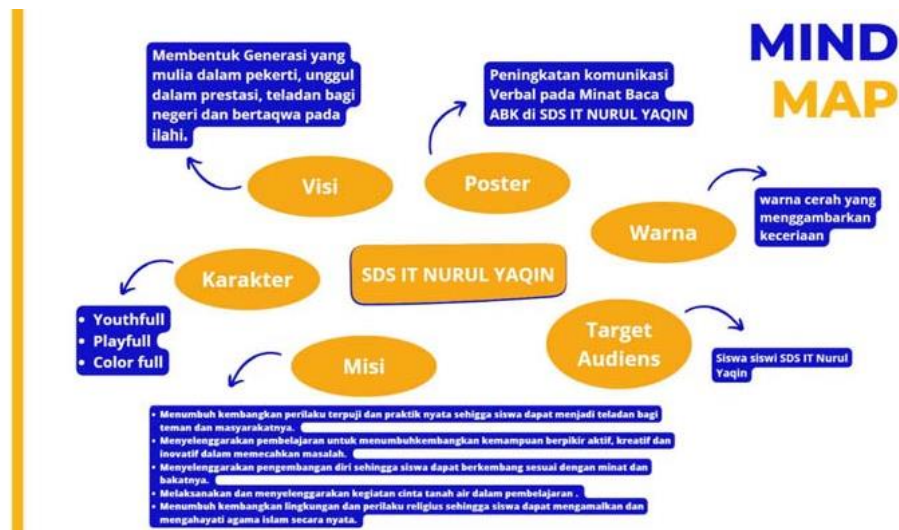 MIND
MAP
Membentuk Generasi yang
mulia dalam pekerti, unggul
dalam prestasi, teladan bagi
negeri dan bertaqwa pada
ilahi.
Peningkatan komunikasi
Verbal pada Minat Baca
ABK di SDS IT NURUL YAQIN
Visi
Poster
warna cerah yang
menggambarkan
keceriaan
Warna
Karakter
SDS IT NURUL YAQIN
• Youthfull
• Playfull
• Color full
Target
Audiens
Siswa siswi SDS IT Nurul
Yaqin
Misi
• Menumbuh kembangkan perilaku terpuji dan praktik nyata sehigga siswa dapat menjadi teladan bagi
teman dan masyarakatnya.
• Menyelenggarakan pembelajaran untuk menumbuhkembangkan kemampuan berpikir aktif, kreatif dan
inovatif dalam memecahkan masalah.
• Menyelenggarakan pengembangan diri sehingga siswa dapat berkembang sesuai dengan minat dan
bakatnya.
• Melaksanakan dan menyelenggarakan kegiatan cinta tanah air dalam pembelajaran .
• Menumbuh kembangkan lingkungan dan perilaku religius sehingga siswa dapat mengamalkan dan
mengahayati agama islam secara nyata.